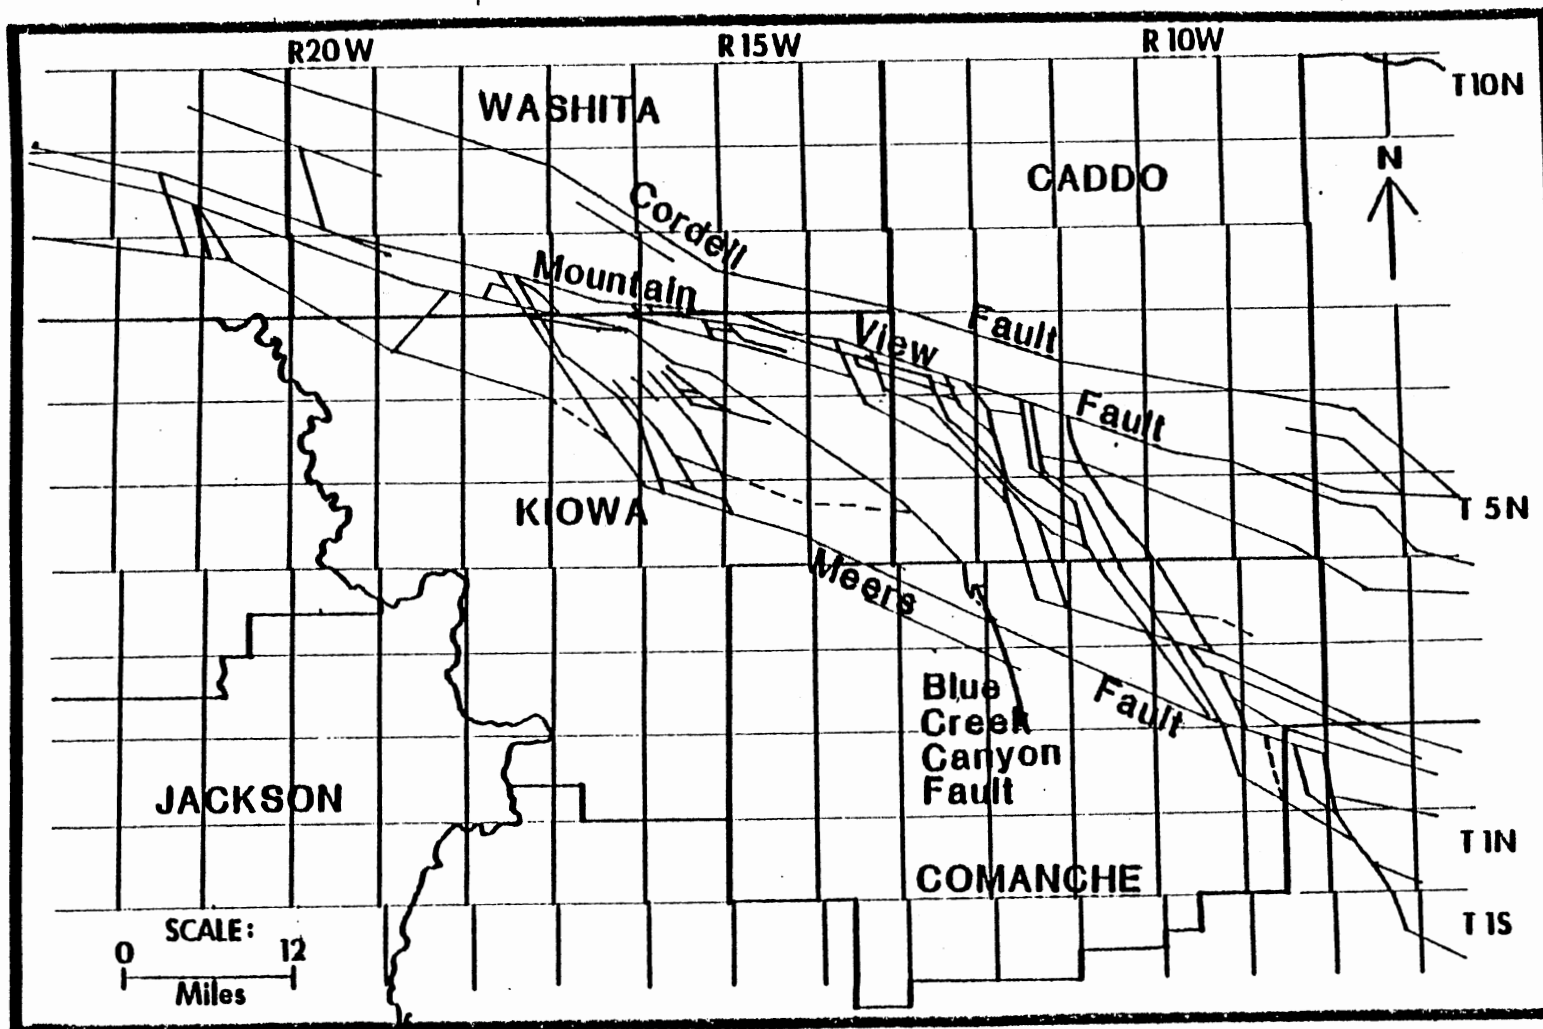 R20W R15W R10W
T10N
WASHITA
N
CADDO
Cordell Fault
Mountain View Fault
T5N
KIOWA
Meers Fault
Blue
Creek
Canyon
Fault
JACKSON
T1N
COMANCHE
T1S
SCALE:
0 12
Miles